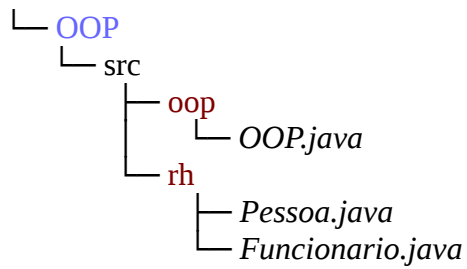 OOP
src
oop
OOP.java
rh
Pessoa.java
Funcionario.java